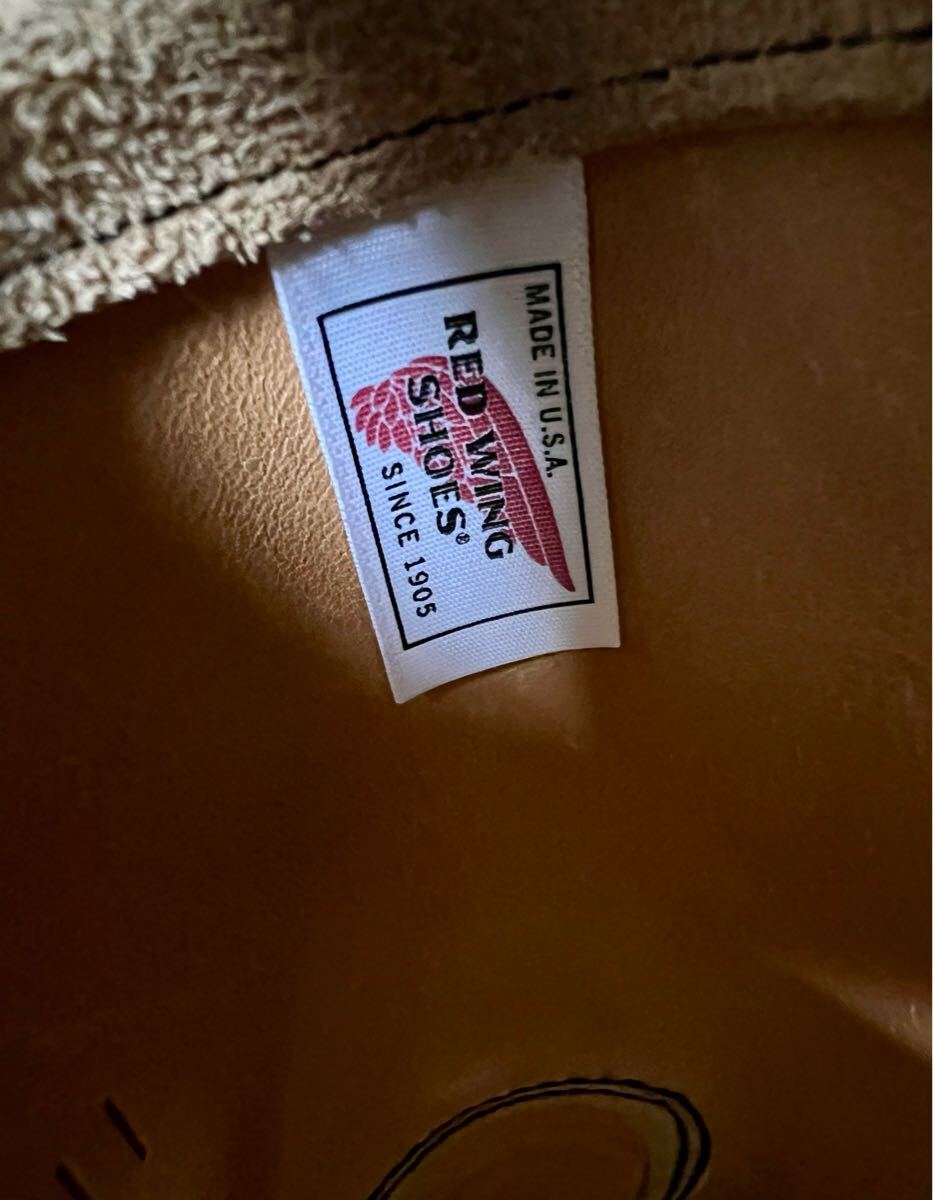 MADE IN U.S.A.
RED WING
SHOES®
SINCE 1905